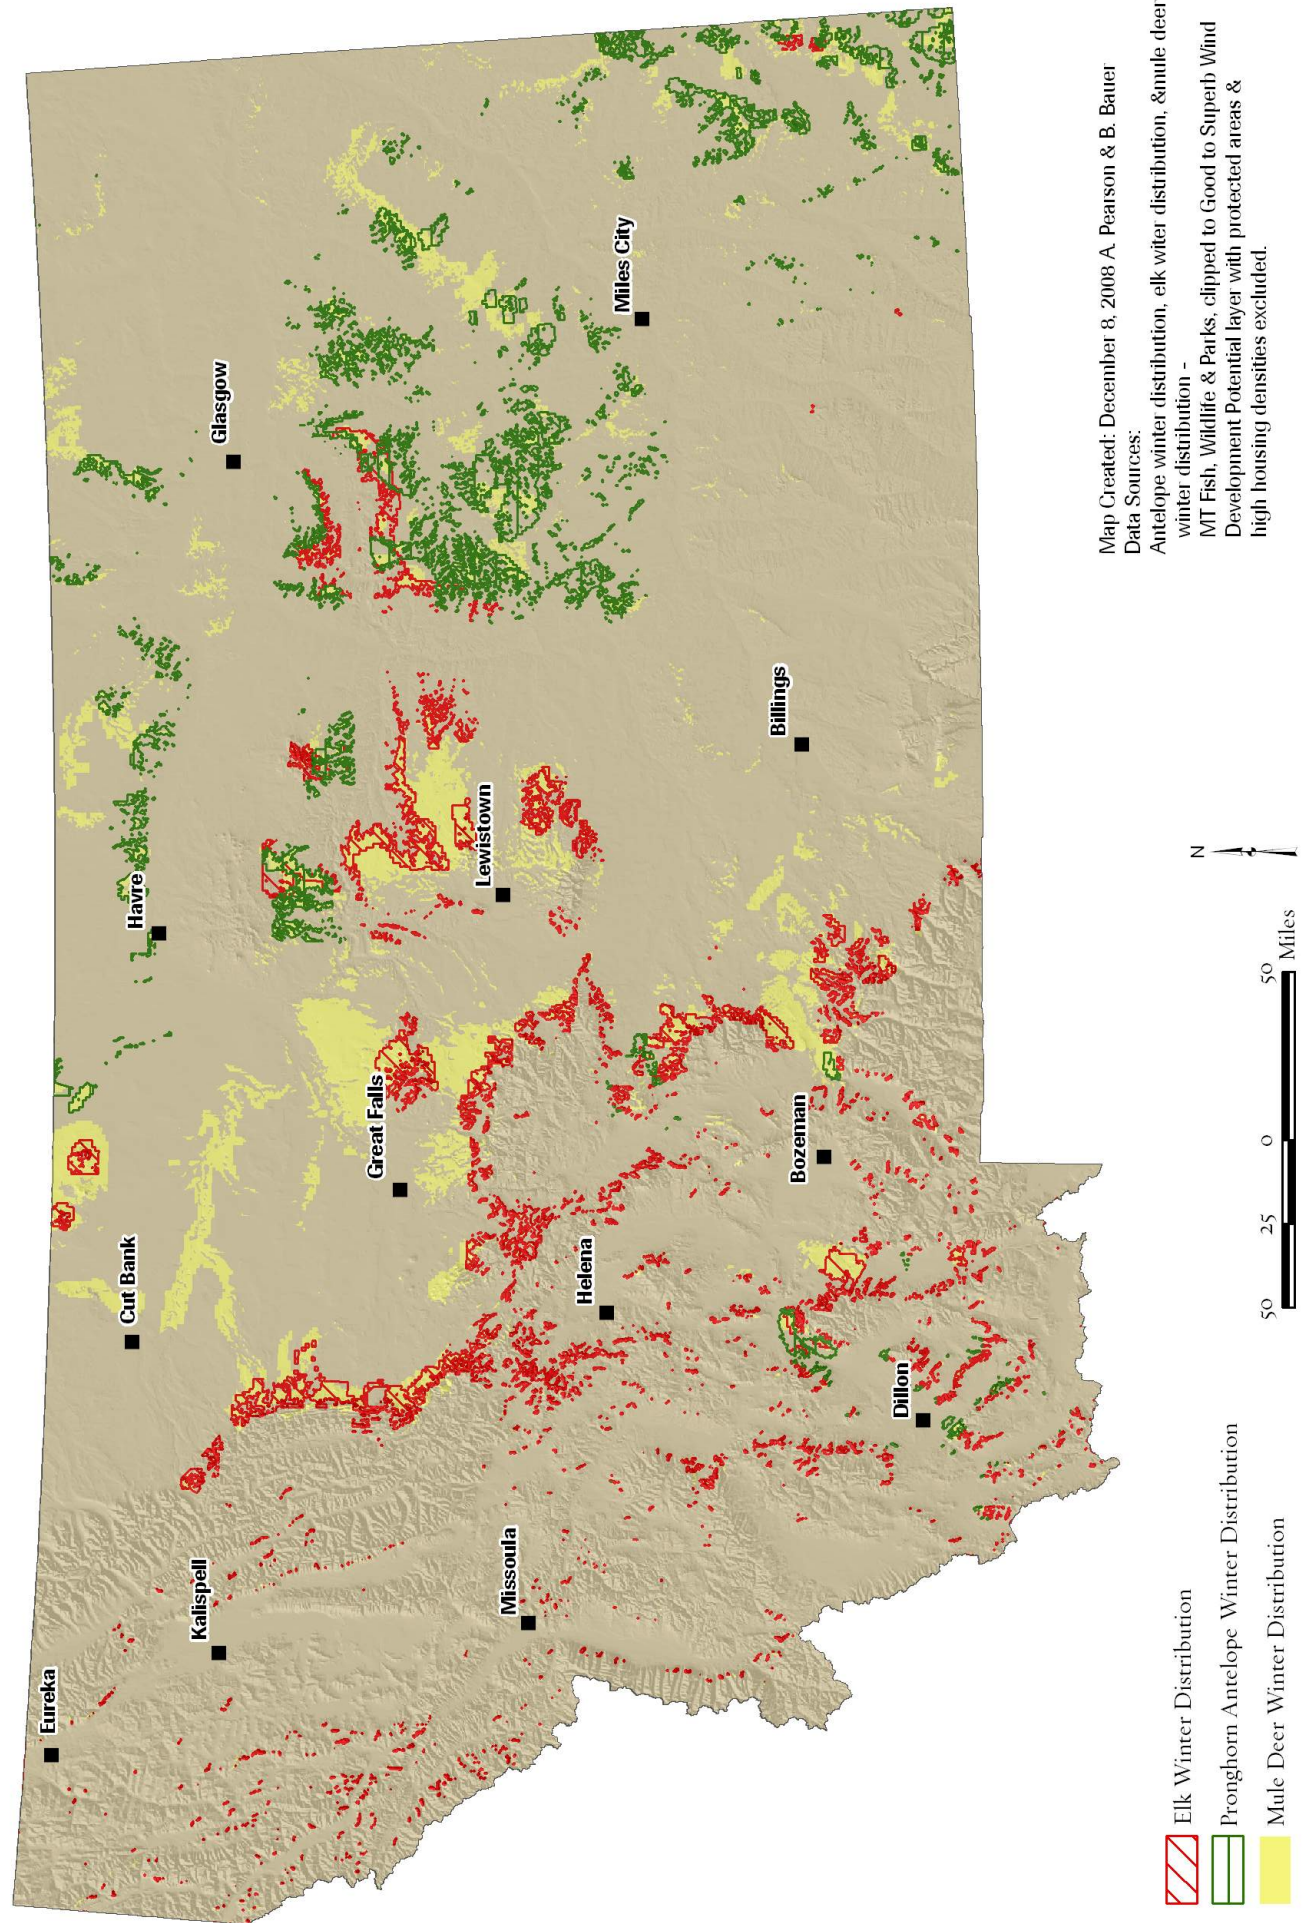 Eureka
Kalispell
Cut Bank
Havre
Glasgow
Great Falls
Missoula
Lewistown
Helena
Miles City
Billings
Bozeman
Dillon
Elk Winter Distribution
Pronghorn Antelope Winter Distribution
Mule Deer Winter Distribution
50 25 0 50
Miles
N
Map Created: December 8, 2008 A. Pearson & B. Bauer
Data Sources:
Antelope winter distribution, elk witer distribution, &mule deer
winter distribution -
MT Fish, Wildlife & Parks, clipped to Good to Superb Wind
Development Potential layer with protected areas &
high housing densities excluded.